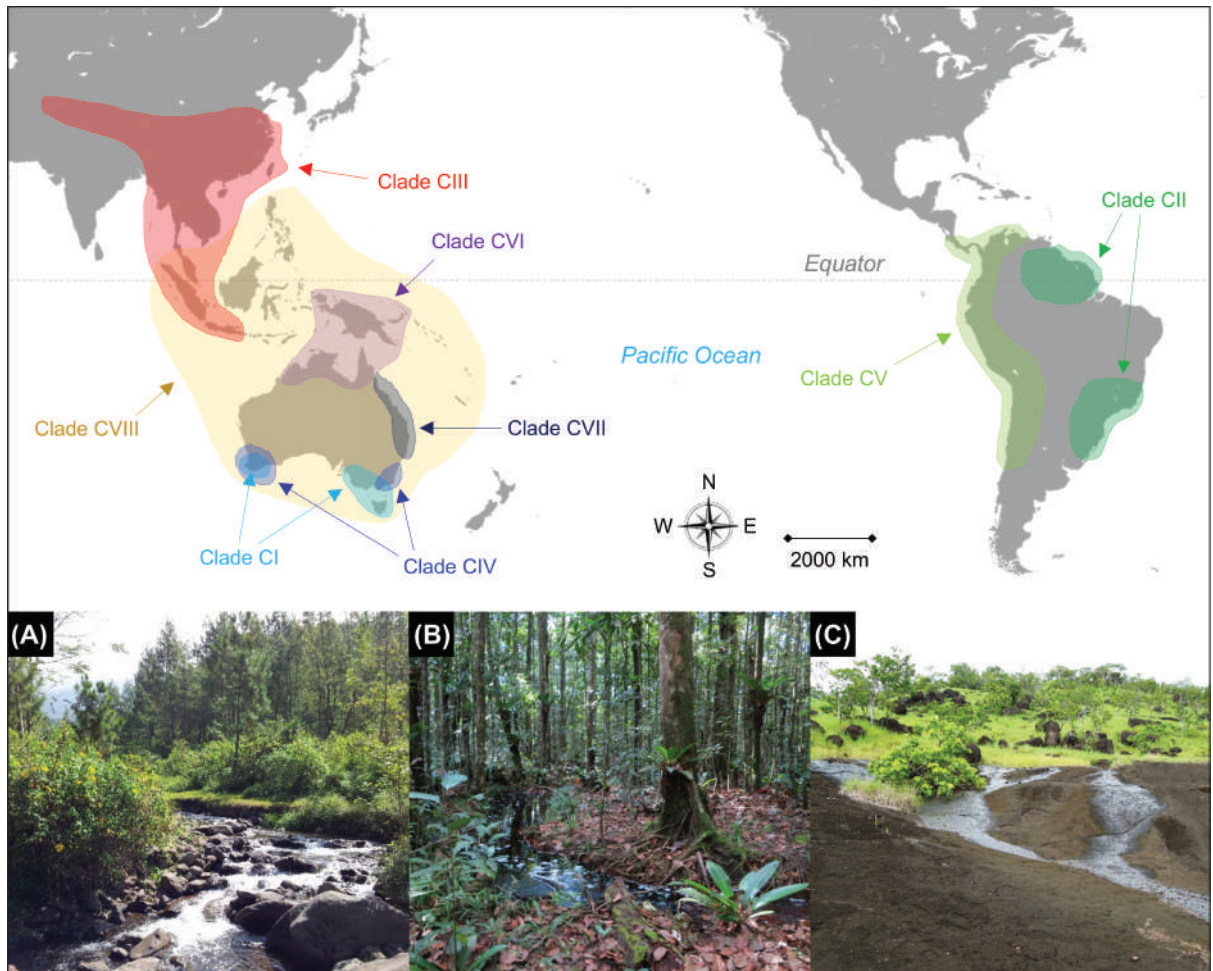 Clade CIII
Clade CII
Clade CVI
Equator
Pacific Ocean
Clade CV
Clade CVIII
Clade CVII
N
W
E
S
2000 km
Clade CI
Clade CIV
(A)
(B)
(C)